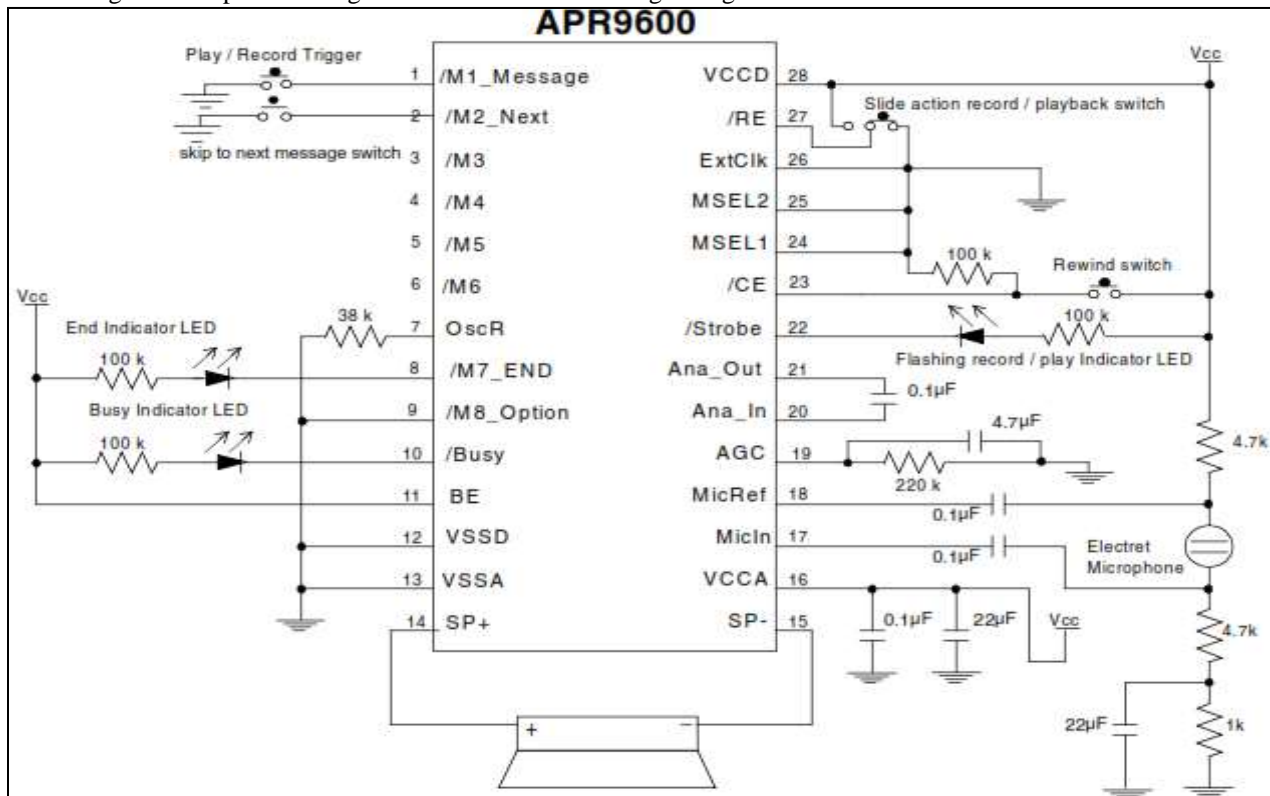 APR9600
Play / Record Trigger
1 /M1_Message
2 /M2_Next
skip to next message switch
3 /M3
4 /M4
5 /M5
6 /M6
38 k
7 OscR
Vcc
End Indicator LED
100 k
8 /M7_END
9 /M8_Option
Busy Indicator LED
100 k
10 /Busy
11 BE
12 VSSD
13 VSSA
14 SP+
VCCD 28
Vcc
Slide action record / playback switch
/RE 27
ExtClk 26
MSEL2 25
MSEL1 24
100 k
Rewind switch
/CE 23
100 k
/Strobe 22
Flashing record / play Indicator LED
Ana_Out 21
0.1µF
Ana_In 20
4.7µF
AGC 19
220 k
4.7k
MicRef 18
0.1µF
MicIn 17
0.1µF
Electret
Microphone
VCCA 16
0.1µF
22µF
Vcc
4.7k
SP- 15
22µF
1k
+ −